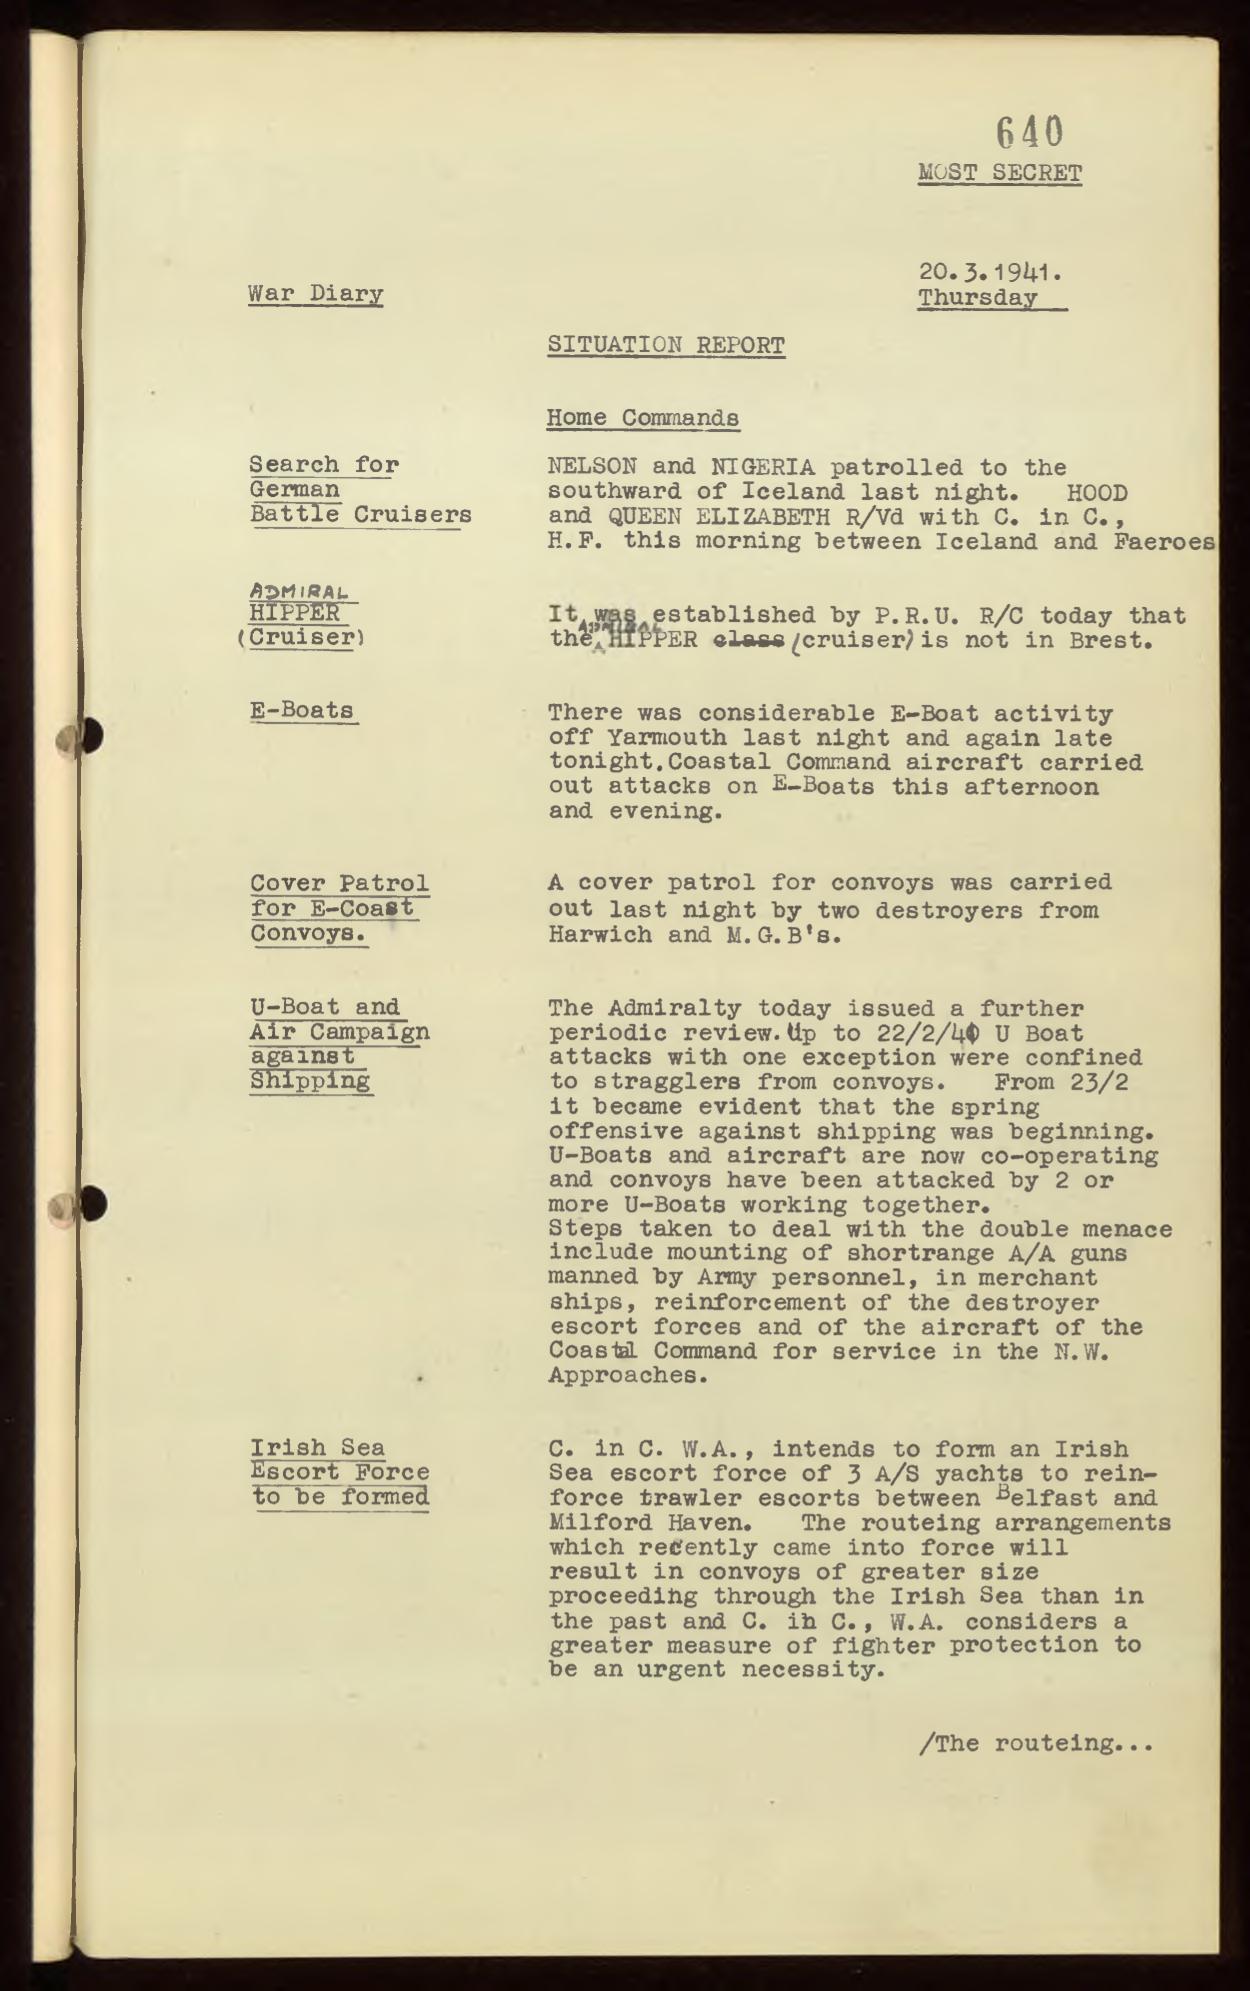 640
MOST SECRET
20.3.1941.
Thursday
War Diary
SITUATION REPORT
Home Commands
Search for
German
Battle Cruisers
NELSON and NIGERIA patrolled to the
southward of Iceland last night. HOOD
and QUEEN ELIZABETH R/Vd with C. in C.,
H.F. this morning between Iceland and Faeroes
ADMIRAL
HIPPER
(Cruiser)
It was established by P.R.U. R/C today that
ADMIRAL
the HIPPER class (cruiser) is not in Brest.
E-Boats
There was considerable E-Boat activity
off Yarmouth last night and again late
tonight.Coastal Command aircraft carried
out attacks on E-Boats this afternoon
and evening.
Cover Patrol
for E-Coast
Convoys.
A cover patrol for convoys was carried
out last night by two destroyers from
Harwich and M.G.B's.
U-Boat and
Air Campaign
against
Shipping
The Admiralty today issued a further
periodic review. Up to 22/2/ U Boat
attacks with one exception were confined
to stragglers from convoys. From 23/2
it became evident that the spring
offensive against shipping was beginning.
U-Boats and aircraft are now co-operating
and convoys have been attacked by 2 or
more U-Boats working together.
Steps taken to deal with the double menace
include mounting of shortrange A/A guns
manned by Army personnel, in merchant
ships, reinforcement of the destroyer
escort forces and of the aircraft of the
Coastal Command for service in the N.W.
Approaches.
Irish Sea
Escort Force
to be formed
C. in C. W.A., intends to form an Irish
Sea escort force of 3 A/S yachts to rein-
force trawler escorts between Belfast and
Milford Haven. The routeing arrangements
which recently came into force will
result in convoys of greater size
proceeding through the Irish Sea than in
the past and C. in C., W.A. considers a
greater measure of fighter protection to
be an urgent necessity.
/The routeing...